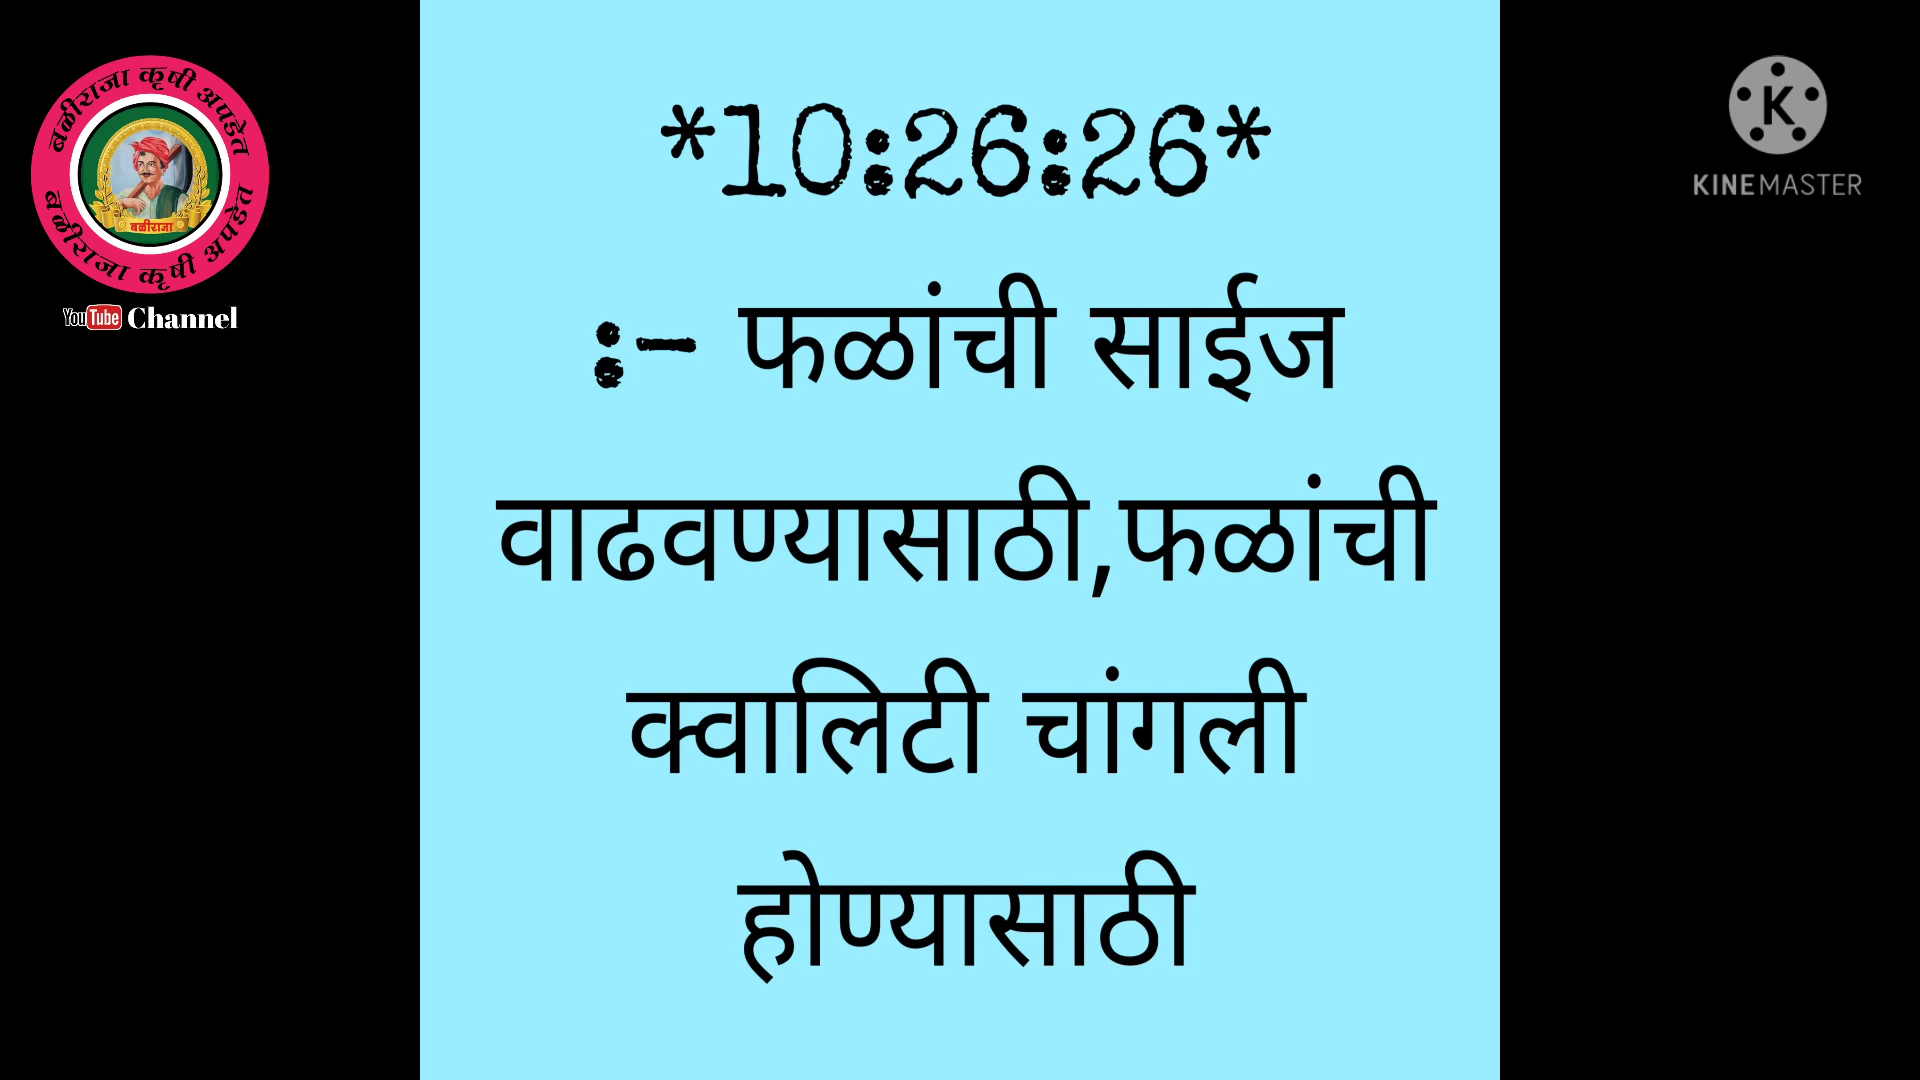 बळीराजा कृषी अपडेत
बळीराजा
बळीराजा कृषी अपडेत
YouTube Channel
*10:26:26*
:- फळांची साईज
वाढवण्यासाठी,फळांची
क्वालिटी चांगली
होण्यासाठी
K
KINEMASTER